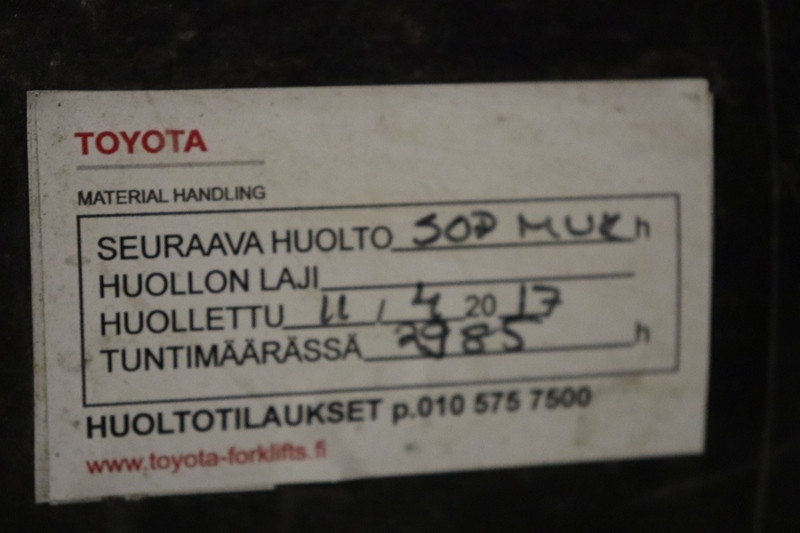 TOYOTA
MATERIAL HANDLING
SEURAAVA HUOLTO SOP MUK h
HUOLLON LAJI
HUOLLETTU 11 / 4 20 17
TUNTIMÄÄRÄSSÄ 2985 h
HUOLTOTILAUKSET p.010 575 7500
www.toyota-forklifts.fi